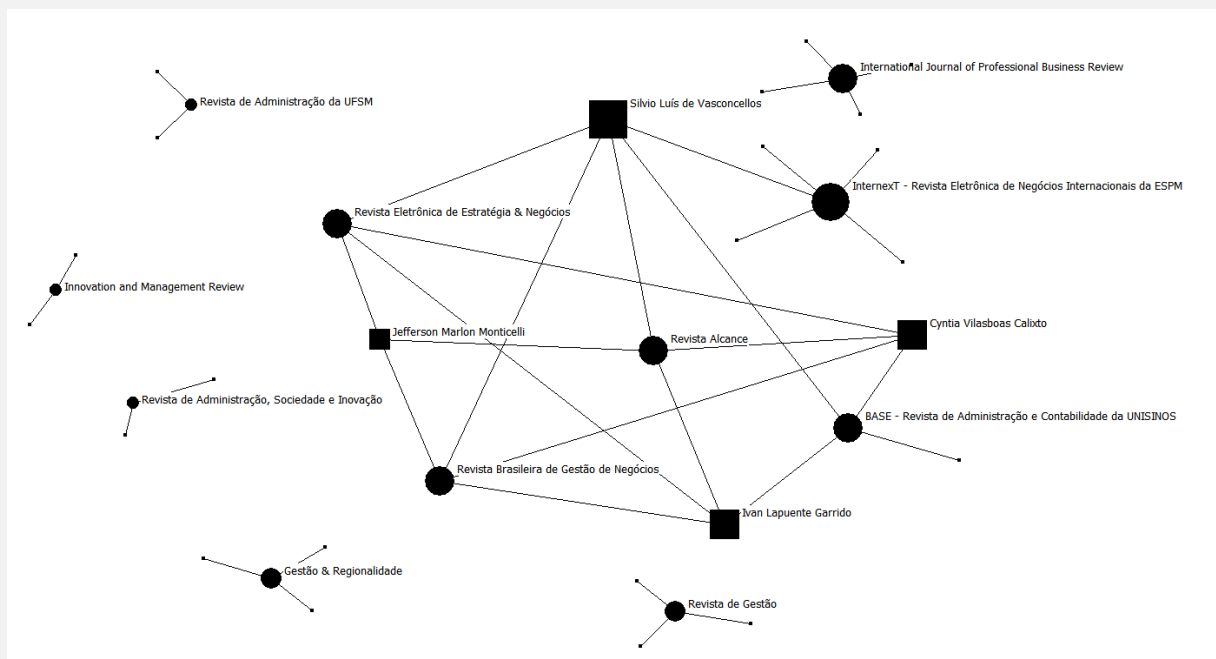 International Journal of Professional Business Review
Revista de Administração da UFSM
Silvio Luís de Vasconcellos
InternexT - Revista Eletrônica de Negócios Internacionais da ESPM
Revista Eletrônica de Estratégia & Negócios
Innovation and Management Review
Cyntia Vilasboas Calixto
Jefferson Marlon Monticelli
Revista Alcance
Revista de Administração, Sociedade e Inovação
BASE - Revista de Administração e Contabilidade da UNISINOS
Revista Brasileira de Gestão de Negócios
Ivan Lapuente Garrido
Gestão & Regionalidade
Revista de Gestão